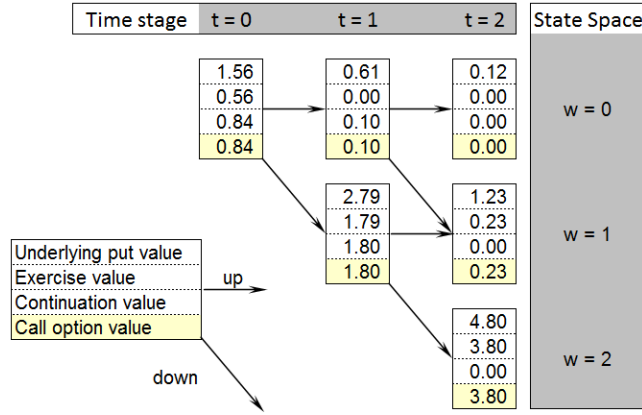 Time stage t = 0 t = 1 t = 2 State Space
1.56 0.61 0.12
0.56 0.00 0.00
0.84 0.10 0.00
0.84 0.10 0.00
w = 0
2.79 1.23
1.79 0.23
1.80 0.00
1.80 0.23
w = 1
Underlying put value
Exercise value
Continuation value
Call option value
up
down
4.80
3.80
0.00
3.80
w = 2